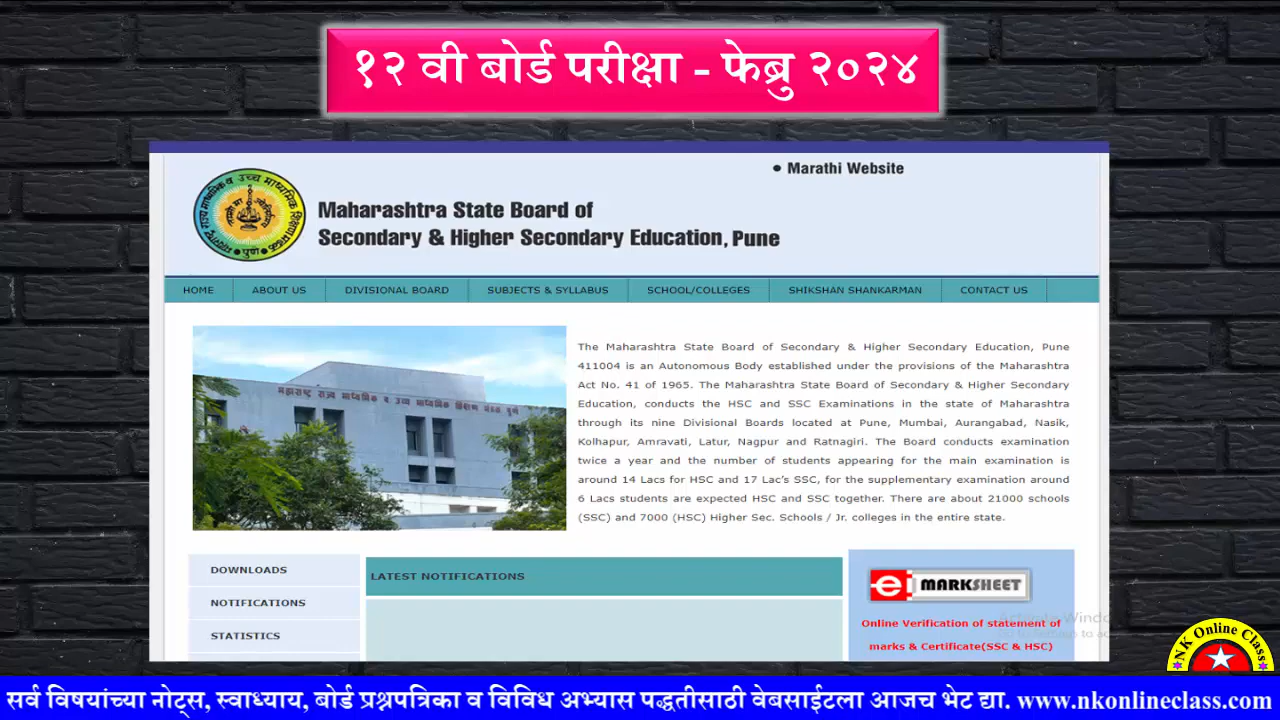 १२ वी बोर्ड परीक्षा - फेब्रु २०२४
• Marathi Website
Maharashtra State Board of
Secondary & Higher Secondary Education, Pune
HOME ABOUT US DIVISIONAL BOARD SUBJECTS & SYLLABUS SCHOOL/COLLEGES SHIKSHAN SHANKARMAN CONTACT US
महाराष्ट्र राज्य माध्यमिक व उच्च माध्यमिक शिक्षण मंडळ पुणे
The Maharashtra State Board of Secondary & Higher Secondary Education, Pune
411004 is an Autonomous Body established under the provisions of the Maharashtra
Act No. 41 of 1965. The Maharashtra State Board of Secondary & Higher Secondary
Education, conducts the HSC and SSC Examinations in the state of Maharashtra
through its nine Divisional Boards located at Pune, Mumbai, Aurangabad, Nasik,
Kolhapur, Amravati, Latur, Nagpur and Ratnagiri. The Board conducts examination
twice a year and the number of students appearing for the main examination is
around 14 Lacs for HSC and 17 Lac’s SSC, for the supplementary examination around
6 Lacs students are expected HSC and SSC together. There are about 21000 schools
(SSC) and 7000 (HSC) Higher Sec. Schools / Jr. colleges in the entire state.
DOWNLOADS
NOTIFICATIONS
STATISTICS
LATEST NOTIFICATIONS
e MARKSHEET
Online Verification of statement of
marks & Certificate(SSC & HSC)
NK Online Class
सर्व विषयांच्या नोट्स, स्वाध्याय, बोर्ड प्रश्नपत्रिका व विविध अभ्यास पद्धतीसाठी वेबसाईटला आजच भेट द्या. www.nkonlineclass.com